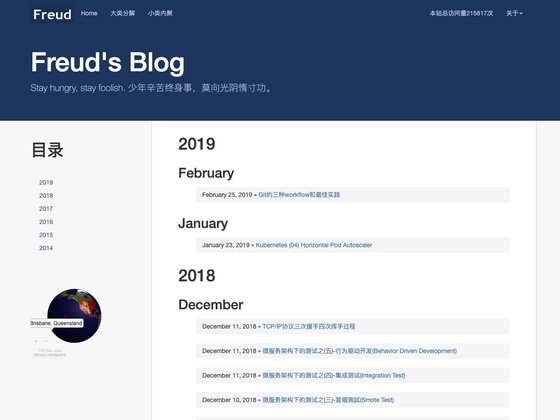 Freud Home 大类分解 小类内聚 本站总访问量215817次 关于
Freud's Blog
Stay hungry, stay foolish. 少年辛苦终身事，莫向光阴惰寸功。
目录
2019
2018
2017
2016
2015
2014
Brisbane, Queensland
REVOLVERMAPS
2019
February
February 25, 2019 » Git的三种workflow和最佳实践
January
January 23, 2019 » Kubernetes (04) Horizontal Pod Autoscaler
2018
December
December 11, 2018 » TCP/IP协议三次握手四次挥手过程
December 11, 2018 » 微服务架构下的测试之(五)-行为驱动开发(Behavior Driven Development)
December 11, 2018 » 微服务架构下的测试之(四)-集成测试(Integration Test)
December 10, 2018 » 微服务架构下的测试之(三)-冒烟测试(Smote Test)